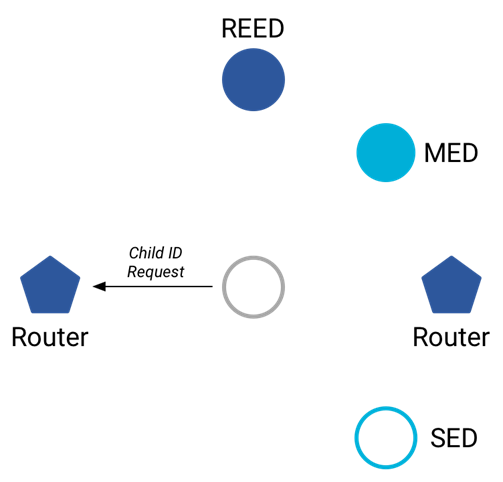 REED
MED
Child ID
Request
Router
Router
SED